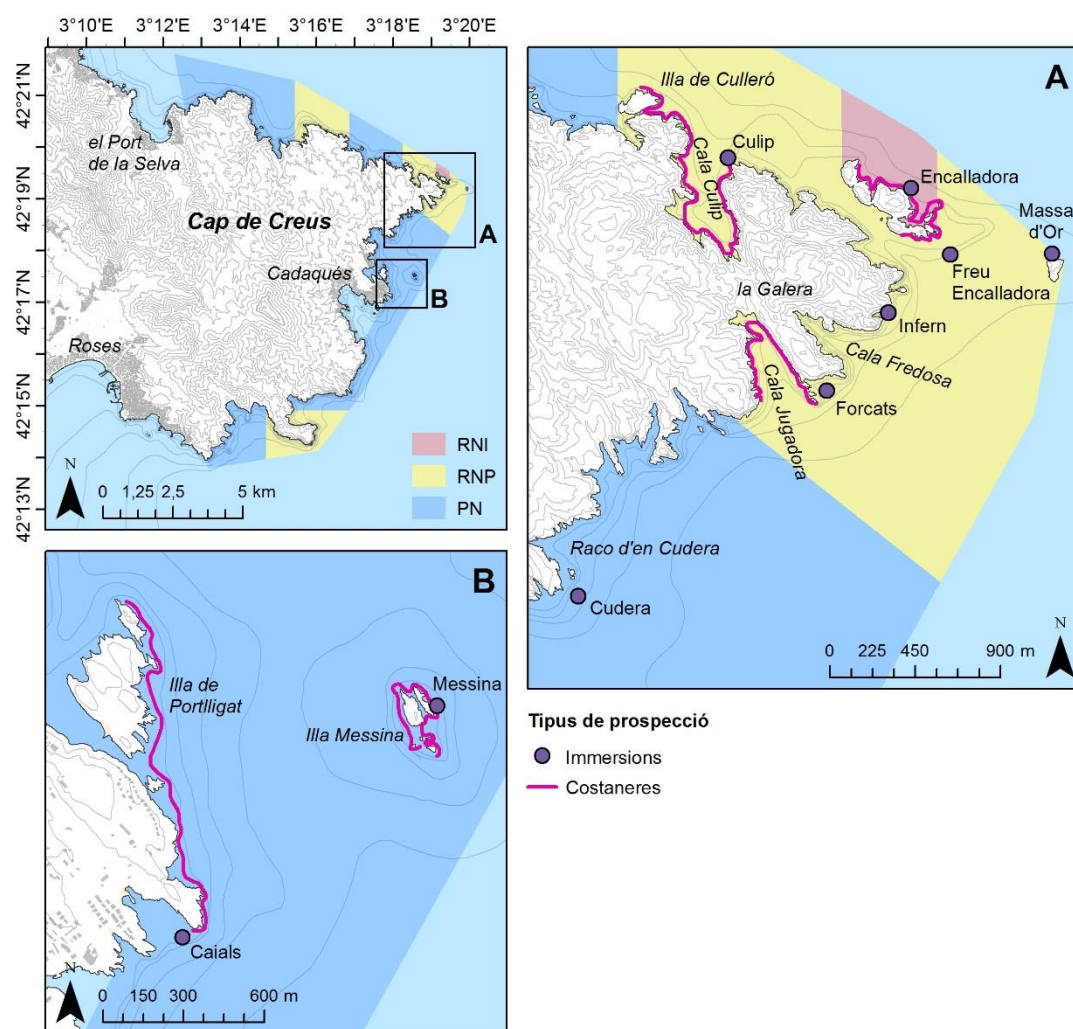 3°10'E 3°12'E 3°14'E 3°16'E 3°18'E 3°20'E
42°21'N
42°19'N
42°17'N
42°15'N
42°13'N
el Port
de la Selva
Cap de Creus
A
Cadaqués
B
Roses
RNI
RNP
PN
N
0 1,25 2,5 5 km
A
Illa de Culleró
Culip
Cala Culip
Encalladora
Massa
d'Or
Freu
Encalladora
la Galera
Infern
Cala Fredosa
Forcats
Cala Jugadora
Raco d'en Cudera
Cudera
0 225 450 900 m
N
B
Illa de
Portlligat
Messina
Illa Messina
Caials
N
0 150 300 600 m
Tipus de prospecció
Immersions
Costaneres